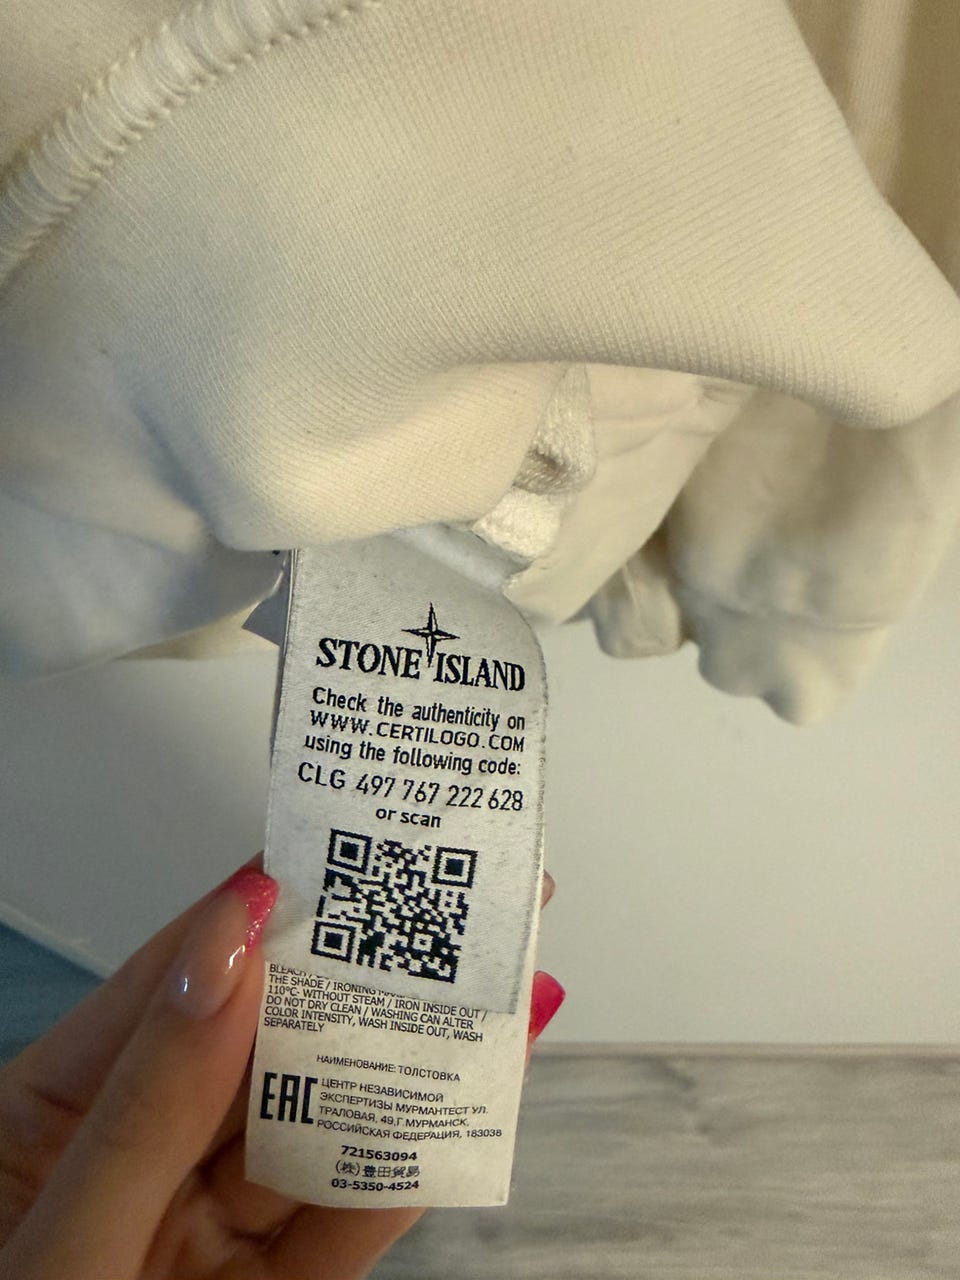 STONE ISLAND
Check the authenticity on
WWW.CERTILOGO.COM
using the following code:
CLG 497 767 222 628
or scan
BLEACH /
THE SHADE / IRONING
110°C- WITHOUT STEAM / IRON INSIDE OUT /
DO NOT DRY CLEAN / WASHING CAN ALTER
COLOR INTENSITY, WASH INSIDE OUT, WASH
SEPARATELY
НАИМЕНОВАНИЕ: ТОЛСТОВКА
EAC
ЦЕНТР НЕЗАВИСИМОЙ
ЭКСПЕРТИЗЫ МУРМАНТЕСТ УЛ.
ТРАЛОВАЯ, 49,Г.МУРМАНСК,
РОССИЙСКАЯ ФЕДЕРАЦИЯ, 183038
721563094
(株)豊田貿易
03-5350-4524